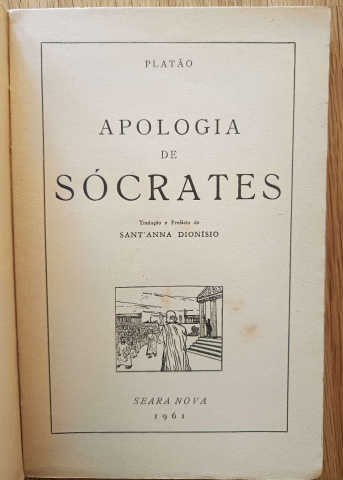 PLATÃO
APOLOGIA
DE
SÓCRATES
Tradução e Prefácio de
SANT'ANNA DIONÍSIO
SEARA NOVA
1961